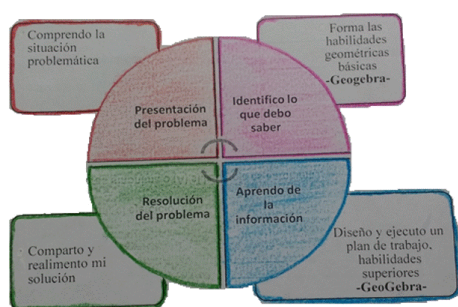 Comprendo la
situación
problemática
Forma las
habilidades
geométricas
básicas
-Geogebra-
Presentación
del problema
Identifico lo
que debo
saber
Resolución
del problema
Aprendo de
la
información
Comparto y
realimento mi
solución
Diseño y ejecuto un
plan de trabajo.
habilidades
superiores
-GeoGebra-